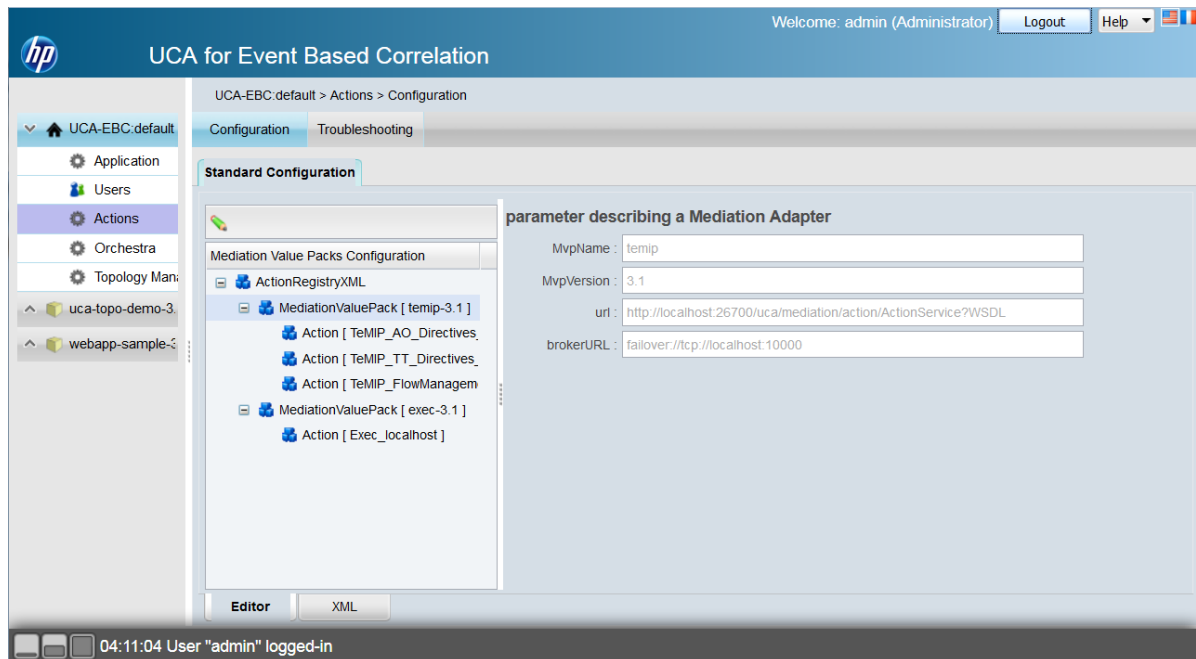 Welcome: admin (Administrator) Logout Help
hp UCA for Event Based Correlation
UCA-EBC:default > Actions > Configuration
UCA-EBC:default
Application
Users
Actions
Orchestra
Topology
uca-topo-demo-3.
webapp-sample-3
Configuration Troubleshooting
Standard Configuration
Mediation Value Packs Configuration
ActionRegistryXML
MediationValuePack [ temip-3.1 ]
Action [ TeMIP_AO_Directives_
Action [ TeMIP_TT_Directives_
Action [ TeMIP_FlowManagem
MediationValuePack [ exec-3.1 ]
Action [ Exec_localhost ]
parameter describing a Mediation Adapter
MvpName : temip
MvpVersion : 3.1
url : http://localhost:26700/uca/mediation/action/ActionService?WSDL
brokerURL : failover://tcp://localhost:10000
Editor XML
04:11:04 User "admin" logged-in